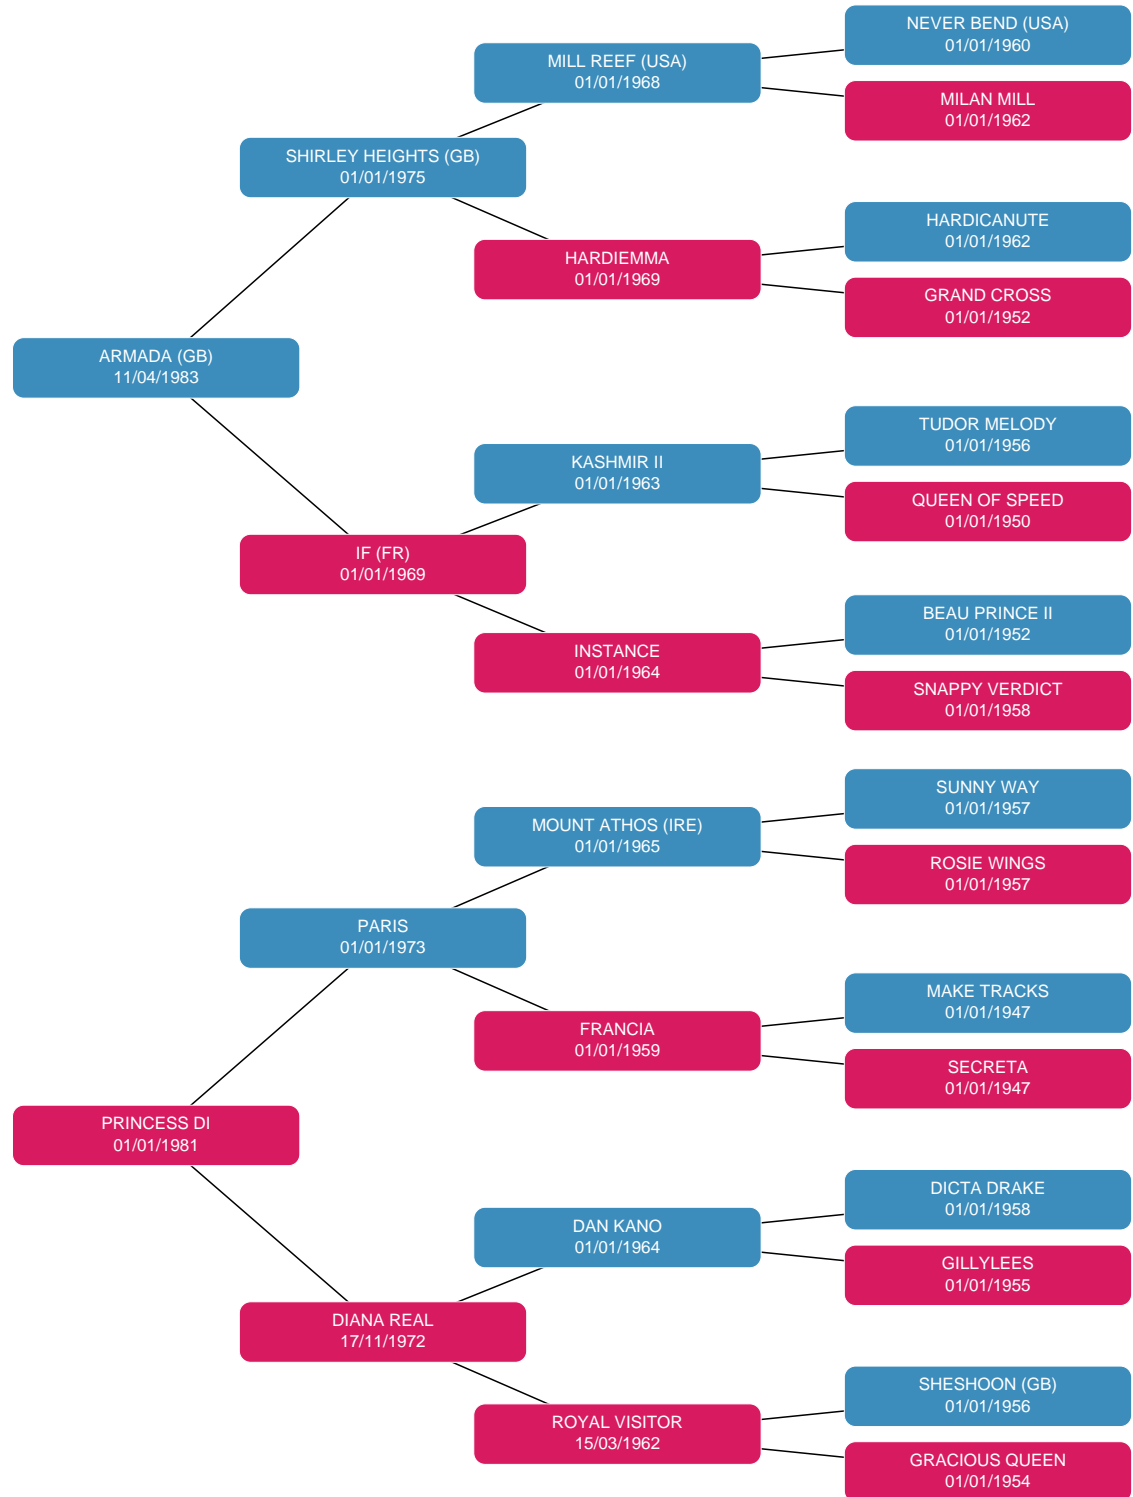 NEVER BEND (USA)
01/01/1960
MILL REEF (USA)
01/01/1968
MILAN MILL
01/01/1962
SHIRLEY HEIGHTS (GB)
01/01/1975
HARDICANUTE
01/01/1962
HARDIEMMA
01/01/1969
GRAND CROSS
01/01/1952
ARMADA (GB)
11/04/1983
TUDOR MELODY
01/01/1956
KASHMIR II
01/01/1963
QUEEN OF SPEED
01/01/1950
IF (FR)
01/01/1969
BEAU PRINCE II
01/01/1952
INSTANCE
01/01/1964
SNAPPY VERDICT
01/01/1958
SUNNY WAY
01/01/1957
MOUNT ATHOS (IRE)
01/01/1965
ROSIE WINGS
01/01/1957
PARIS
01/01/1973
MAKE TRACKS
01/01/1947
FRANCIA
01/01/1959
SECRETA
01/01/1947
PRINCESS DI
01/01/1981
DICTA DRAKE
01/01/1958
DAN KANO
01/01/1964
GILLYLEES
01/01/1955
DIANA REAL
17/11/1972
SHESHOON (GB)
01/01/1956
ROYAL VISITOR
15/03/1962
GRACIOUS QUEEN
01/01/1954